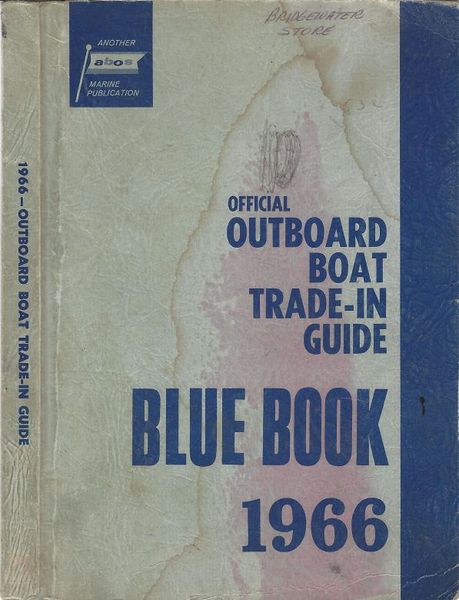 BRIDGEWATER
STORE
ANOTHER
abos
MARINE
PUBLICATION
1966-OUTBOARD BOAT TRADE-IN GUIDE
OFFICIAL
OUTBOARD
BOAT
TRADE-IN
GUIDE
BLUE BOOK
1966